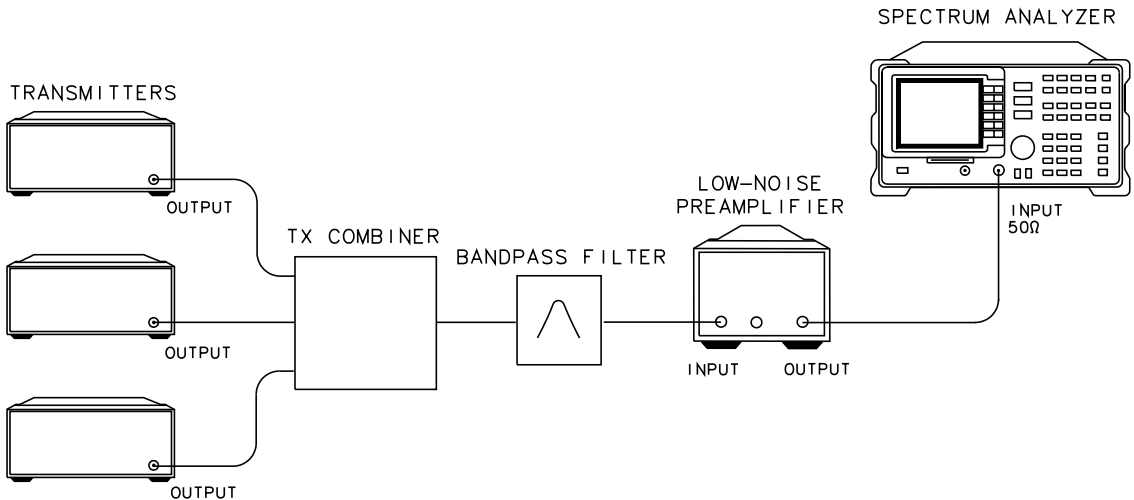 SPECTRUM ANALYZER
TRANSMITTERS
OUTPUT
LOW-NOISE
PREAMPLIFIER
INPUT
50Ω
TX COMBINER
BANDPASS FILTER
OUTPUT
INPUT
OUTPUT
OUTPUT